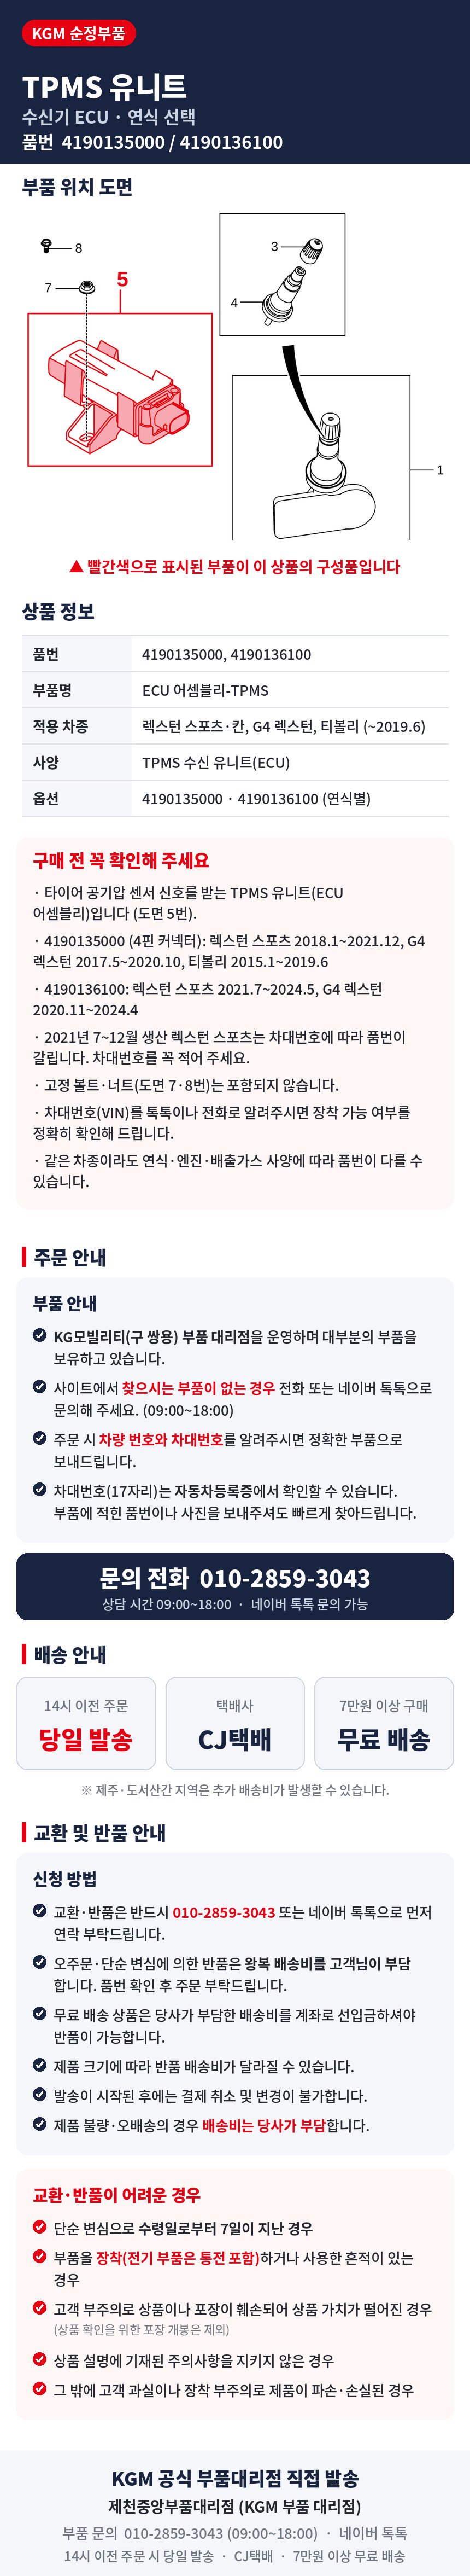 KGM 순정부품
TPMS 유니트
수신기 ECU · 연식 선택
품번 4190135000 / 4190136100
부품 위치 도면
8
7
5
3
4
1
▲ 빨간색으로 표시된 부품이 이 상품의 구성품입니다
상품 정보
품번 4190135000, 4190136100
부품명 ECU 어셈블리-TPMS
적용 차종 렉스턴 스포츠·칸, G4 렉스턴, 티볼리 (~2019.6)
사양 TPMS 수신 유니트(ECU)
옵션 4190135000 · 4190136100 (연식별)
구매 전 꼭 확인해 주세요
· 타이어 공기압 센서 신호를 받는 TPMS 유니트(ECU
어셈블리)입니다 (도면 5번).
· 4190135000 (4핀 커넥터): 렉스턴 스포츠 2018.1~2021.12, G4
렉스턴 2017.5~2020.10, 티볼리 2015.1~2019.6
· 4190136100: 렉스턴 스포츠 2021.7~2024.5, G4 렉스턴
2020.11~2024.4
· 2021년 7~12월 생산 렉스턴 스포츠는 차대번호에 따라 품번이
갈립니다. 차대번호를 꼭 적어 주세요.
· 고정 볼트·너트(도면 7·8번)는 포함되지 않습니다.
· 차대번호(VIN)를 톡톡이나 전화로 알려주시면 장착 가능 여부를
정확히 확인해 드립니다.
· 같은 차종이라도 연식·엔진·배출가스 사양에 따라 품번이 다를 수
있습니다.
주문 안내
부품 안내
KG모빌리티(구 쌍용) 부품 대리점을 운영하며 대부분의 부품을
보유하고 있습니다.
사이트에서 찾으시는 부품이 없는 경우 전화 또는 네이버 톡톡으로
문의해 주세요. (09:00~18:00)
주문 시 차량 번호와 차대번호를 알려주시면 정확한 부품으로
보내드립니다.
차대번호(17자리)는 자동차등록증에서 확인할 수 있습니다.
부품에 적힌 품번이나 사진을 보내주셔도 빠르게 찾아드립니다.
문의 전화 010-2859-3043
상담 시간 09:00~18:00 · 네이버 톡톡 문의 가능
배송 안내
14시 이전 주문
당일 발송
택배사
CJ택배
7만원 이상 구매
무료 배송
※ 제주·도서산간 지역은 추가 배송비가 발생할 수 있습니다.
교환 및 반품 안내
신청 방법
교환·반품은 반드시 010-2859-3043 또는 네이버 톡톡으로 먼저
연락 부탁드립니다.
오주문·단순 변심에 의한 반품은 왕복 배송비를 고객님이 부담
합니다. 품번 확인 후 주문 부탁드립니다.
무료 배송 상품은 당사가 부담한 배송비를 계좌로 선입금하셔야
반품이 가능합니다.
제품 크기에 따라 반품 배송비가 달라질 수 있습니다.
발송이 시작된 후에는 결제 취소 및 변경이 불가합니다.
제품 불량·오배송의 경우 배송비는 당사가 부담합니다.
교환·반품이 어려운 경우
단순 변심으로 수령일로부터 7일이 지난 경우
부품을 장착(전기 부품은 통전 포함)하거나 사용한 흔적이 있는
경우
고객 부주의로 상품이나 포장이 훼손되어 상품 가치가 떨어진 경우
(상품 확인을 위한 포장 개봉은 제외)
상품 설명에 기재된 주의사항을 지키지 않은 경우
그 밖에 고객 과실이나 장착 부주의로 제품이 파손·손실된 경우
KGM 공식 부품대리점 직접 발송
제천중앙부품대리점 (KGM 부품 대리점)
부품 문의 010-2859-3043 (09:00~18:00) · 네이버 톡톡
14시 이전 주문 시 당일 발송 · CJ택배 · 7만원 이상 무료 배송